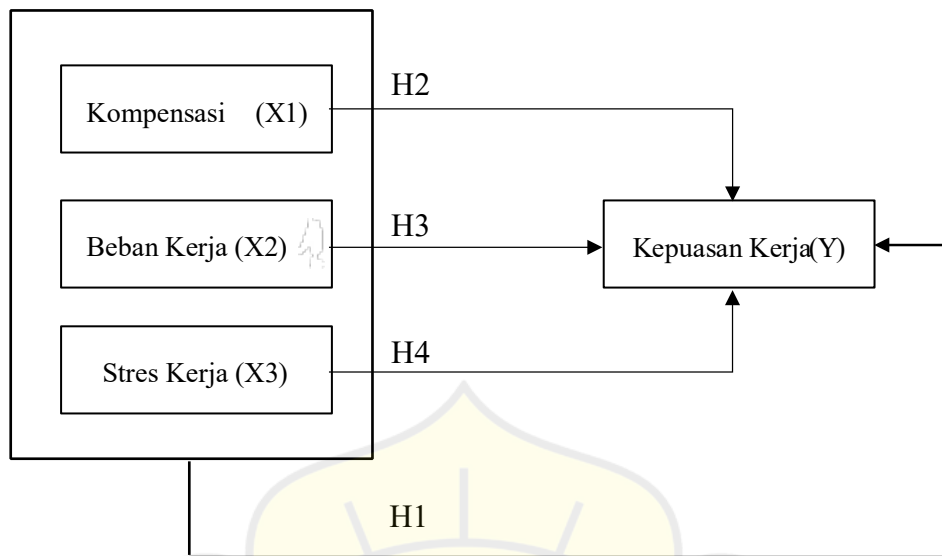 H2
Kompensasi (X1)
H3
Beban Kerja (X2)
Kepuasan Kerja(Y)
H4
Stres Kerja (X3)
H1